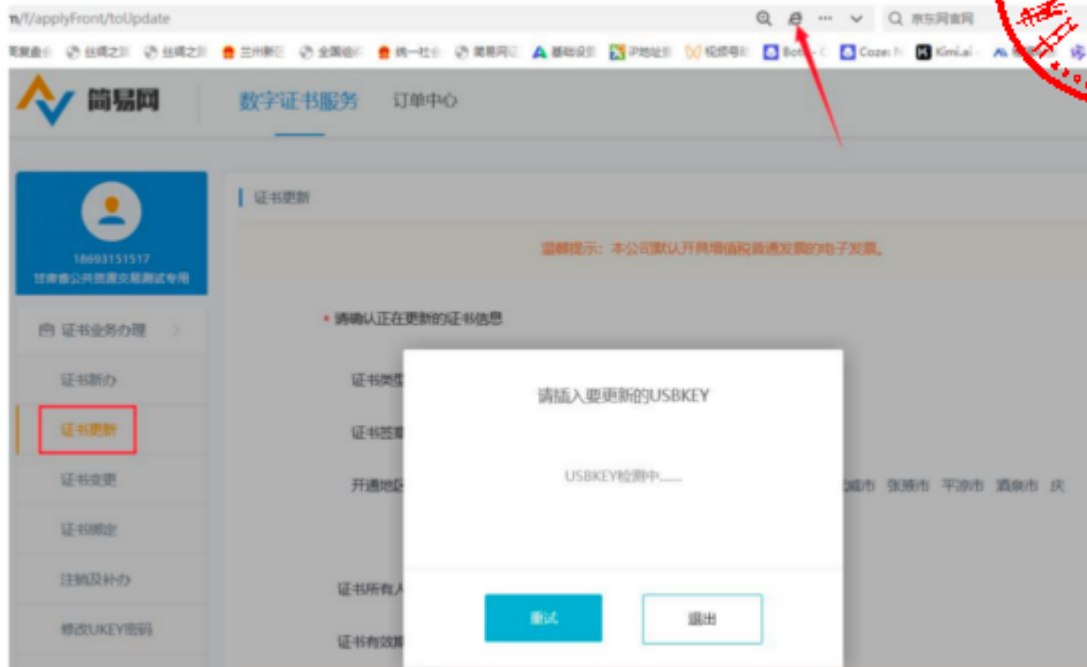 /f/applyFront/toUpdate
京东网官网
丝绸之路 丝绸之路 兰州新区 全国组织 统一社会 简易网证 基础设置 IP地址查 视频号助 Kimi.ai
简易网 数字证书服务 订单中心
证书更新
温馨提示：本公司默认开具增值税普通发票的电子发票。
18693151517
甘肃省公共资源交易测试专用
* 请确认正在更新的证书信息
证书业务办理 >
证书新办
证书类型
请插入要更新的USBKEY
证书更新
证书签章
USBKEY检测中......
证书变更
开通地区
威市 张掖市 平凉市 酒泉市 庆
证书绑定
注销及补办
证书所有人
重试 退出
修改UKEY密码
证书有效期